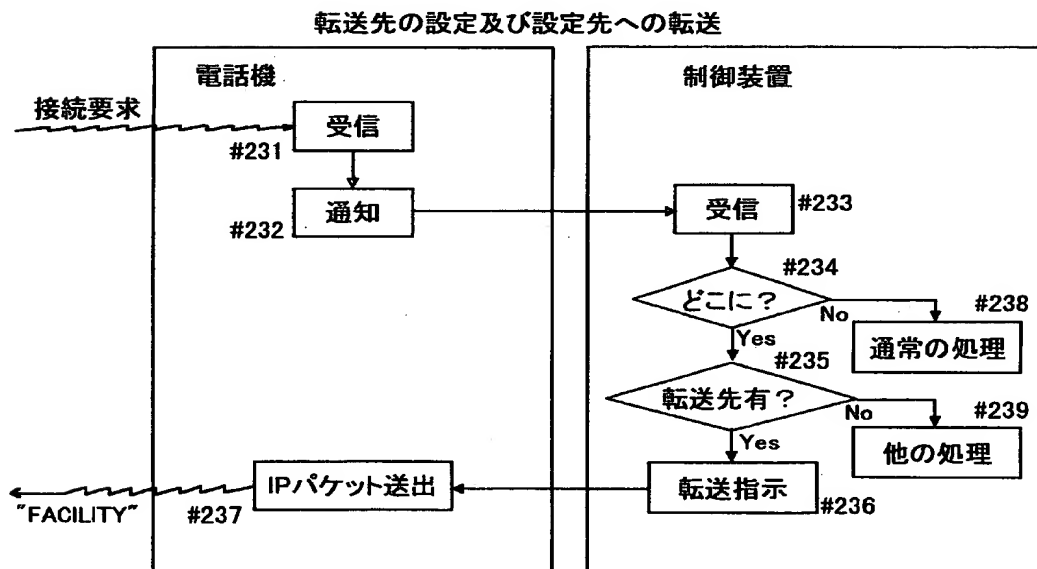 転送先の設定及び設定先への転送
電話機
制御装置
接続要求
受信
#231
通知
#232
受信
#233
#234
どこに?
No
#238
通常の処理
Yes
#235
転送先有?
No
#239
他の処理
Yes
転送指示
#236
IPパケット送出
#237
"FACILITY"